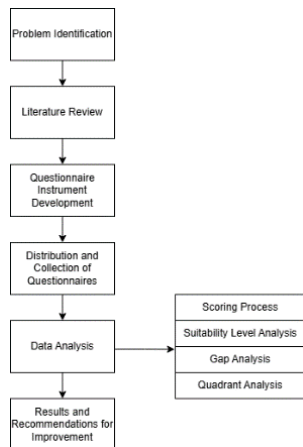 Problem Identification
Literature Review
Questionnaire
Instrument
Development
Distribution and
Collection of
Questionnaires
Data Analysis
Scoring Process
Suitability Level Analysis
Gap Analysis
Quadrant Analysis
Results and
Recommendations for
Improvement